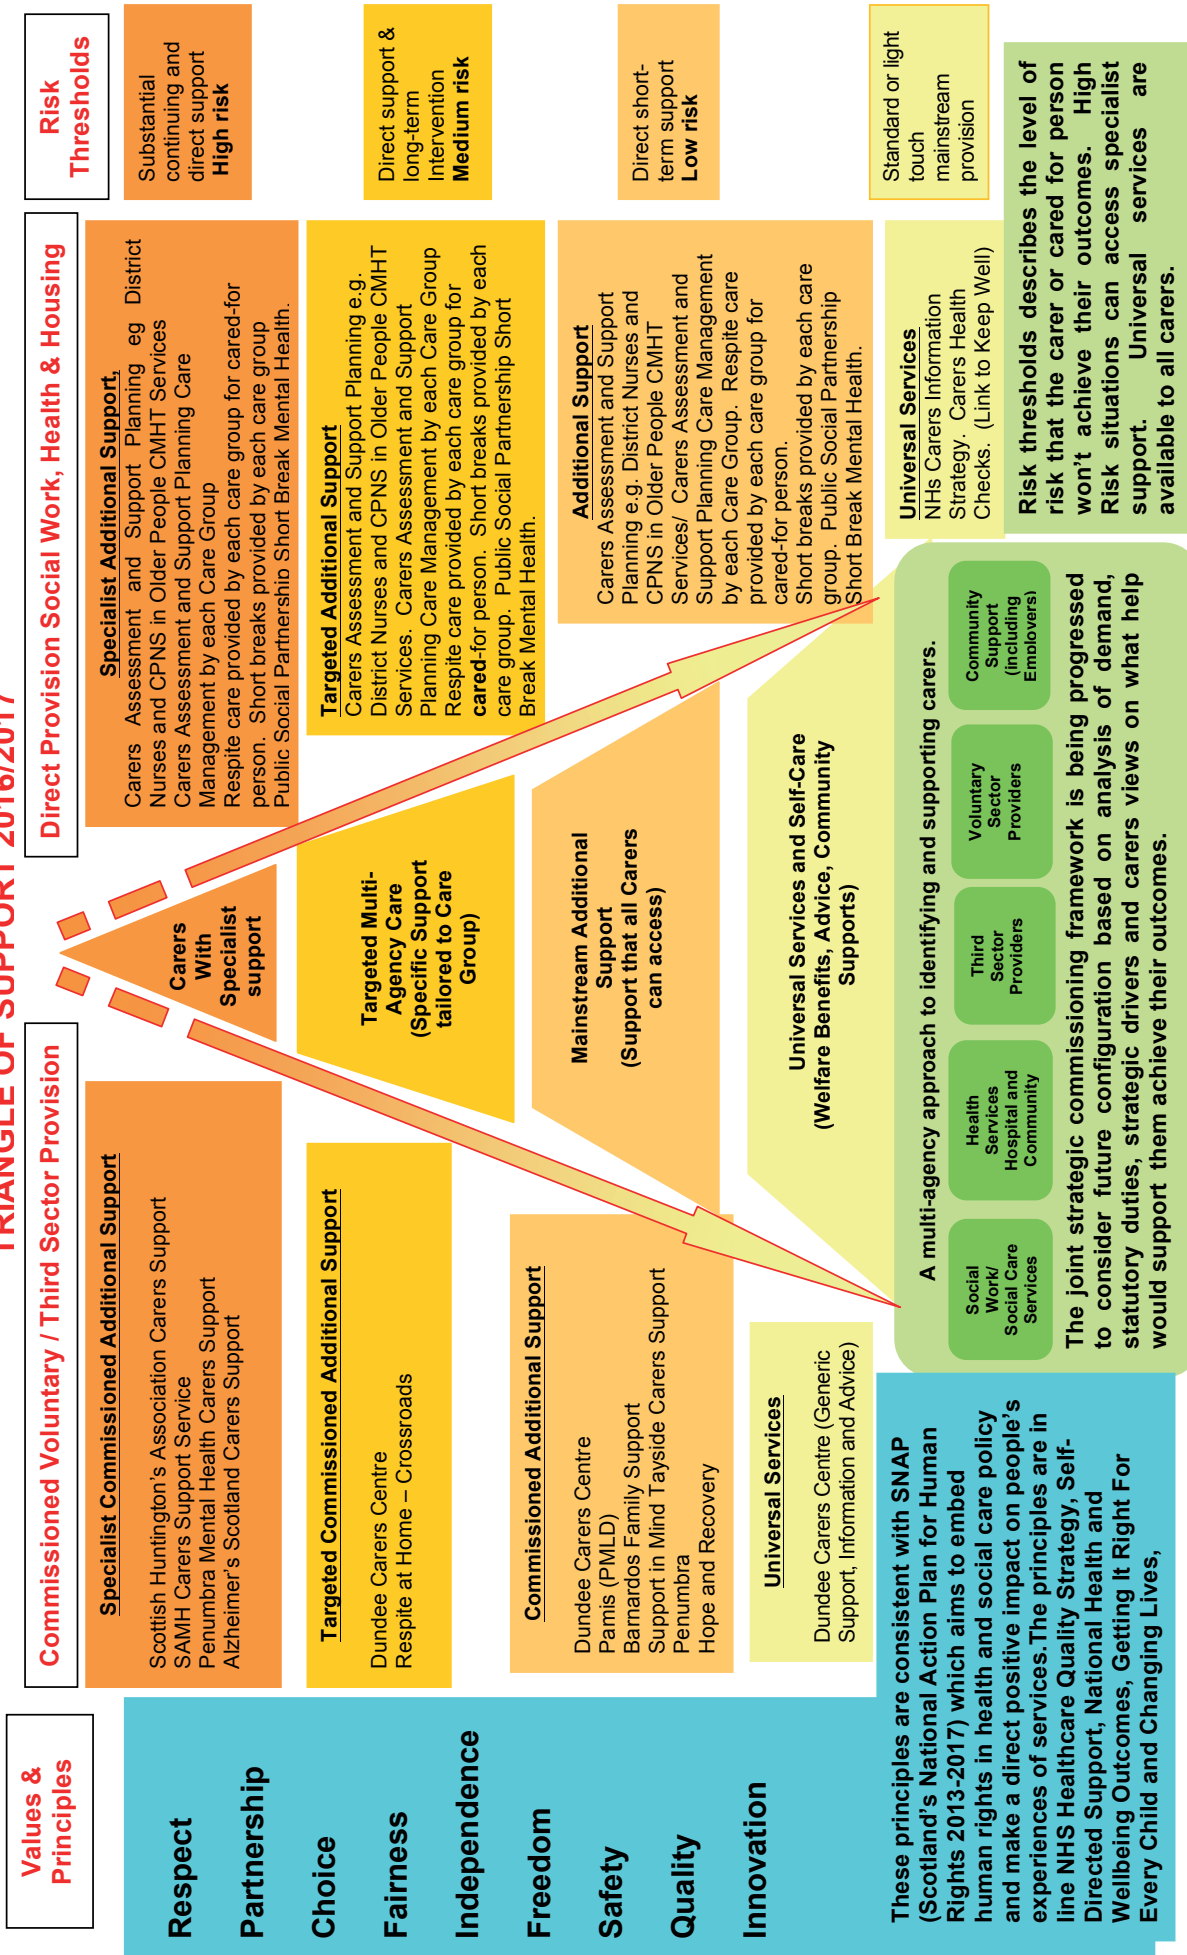 TRIANGLE OF SUPPORT 2016/2017
Values &
Principles
Commissioned Voluntary / Third Sector Provision
Direct Provision Social Work, Health & Housing
Risk
Thresholds
Respect
Partnership
Choice
Fairness
Independence
Freedom
Safety
Quality
Innovation
These principles are consistent with SNAP
(Scotland's National Action Plan for Human
Rights 2013-2017) which aims to embed
human rights in health and social care policy
and make a direct positive impact on people's
experiences of services.The principles are in
line NHS Healthcare Quality Strategy, Self-
Directed Support, National Health and
Wellbeing Outcomes, Getting It Right For
Every Child and Changing Lives,
Specialist Commissioned Additional Support
Scottish Huntington's Association Carers Support
SAMH Carers Support Service
Penumbra Mental Health Carers Support
Alzheimer's Scotland Carers Support
Targeted Commissioned Additional Support
Dundee Carers Centre
Respite at Home – Crossroads
Commissioned Additional Support
Dundee Carers Centre
Pamis (PMLD)
Barnardos Family Support
Support in Mind Tayside Carers Support
Penumbra
Hope and Recovery
Universal Services
Dundee Carers Centre (Generic
Support, Information and Advice)
Carers
With
Specialist
support
Targeted Multi-
Agency Care
(Specific Support
tailored to Care
Group)
Mainstream Additional
Support
(Support that all Carers
can access)
Universal Services and Self-Care
(Welfare Benefits, Advice, Community
Supports)
A multi-agency approach to identifying and supporting carers.
Social
Work/
Social Care
Services
Health
Services
Hospital and
Community
Third
Sector
Providers
Voluntary
Sector
Providers
Community
Support
(including
Employers)
The joint strategic commissioning framework is being progressed
to consider future configuration based on analysis of demand,
statutory duties, strategic drivers and carers views on what help
would support them achieve their outcomes.
Specialist Additional Support,
Carers Assessment and Support Planning eg District
Nurses and CPNS in Older People CMHT Services
Carers Assessment and Support Planning Care
Management by each Care Group
Respite care provided by each care group for cared-for
person. Short breaks provided by each care group
Public Social Partnership Short Break Mental Health.
Targeted Additional Support
Carers Assessment and Support Planning e.g.
District Nurses and CPNS in Older People CMHT
Services. Carers Assessment and Support
Planning Care Management by each Care Group
Respite care provided by each care group for
cared-for person. Short breaks provided by each
care group. Public Social Partnership Short
Break Mental Health.
Additional Support
Carers Assessment and Support
Planning e.g. District Nurses and
CPNS in Older People CMHT
Services/ Carers Assessment and
Support Planning Care Management
by each Care Group. Respite care
provided by each care group for
cared-for person.
Short breaks provided by each care
group. Public Social Partnership
Short Break Mental Health.
Universal Services
NHs Carers Information
Strategy. Carers Health
Checks. (Link to Keep Well)
Substantial
continuing and
direct support
High risk
Direct support &
long-term
Intervention
Medium risk
Direct short-
term support
Low risk
Standard or light
touch
mainstream
provision
Risk thresholds describes the level of
risk that the carer or cared for person
won't achieve their outcomes. High
Risk situations can access specialist
support. Universal services are
available to all carers.